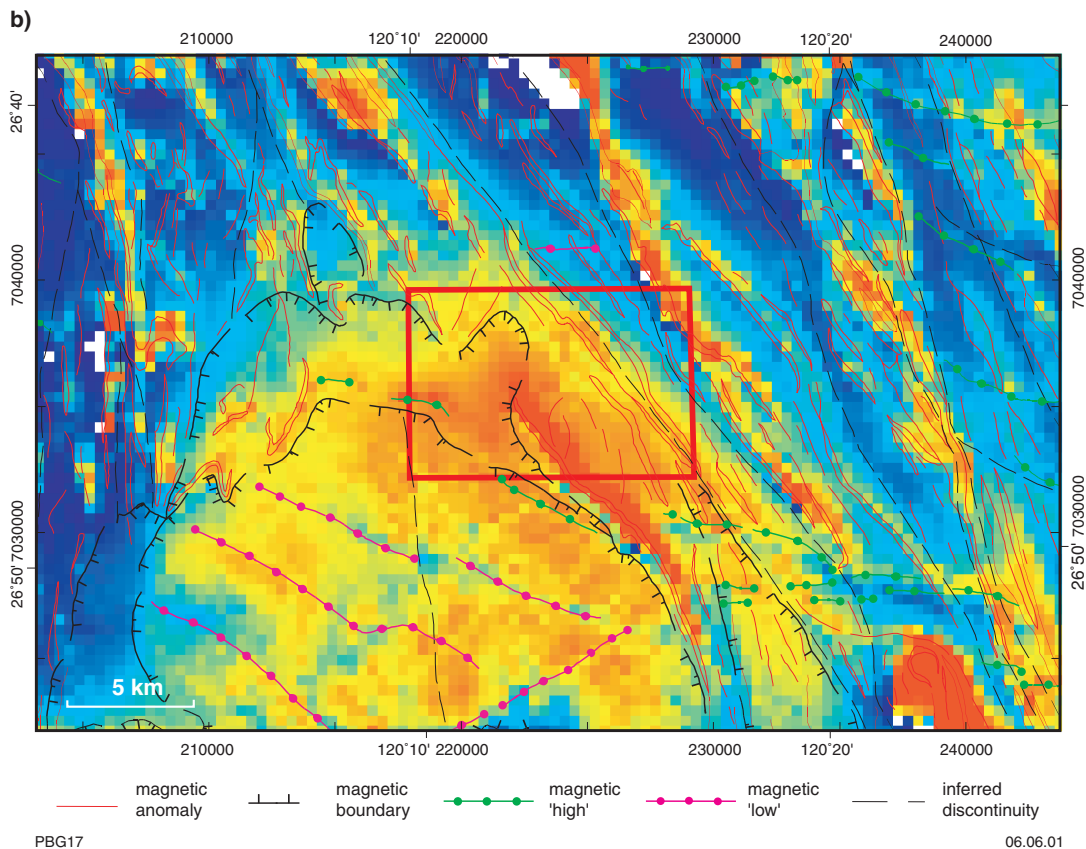 b)
210000 120°10' 220000 230000 120°20' 240000
26°40'
7040000 7040000
7030000 7030000
26°50' 26°50'
5 km
210000 120°10' 220000 230000 120°20' 240000
magnetic anomaly
magnetic boundary
magnetic 'high'
magnetic 'low'
inferred discontinuity
PBG17 06.06.01